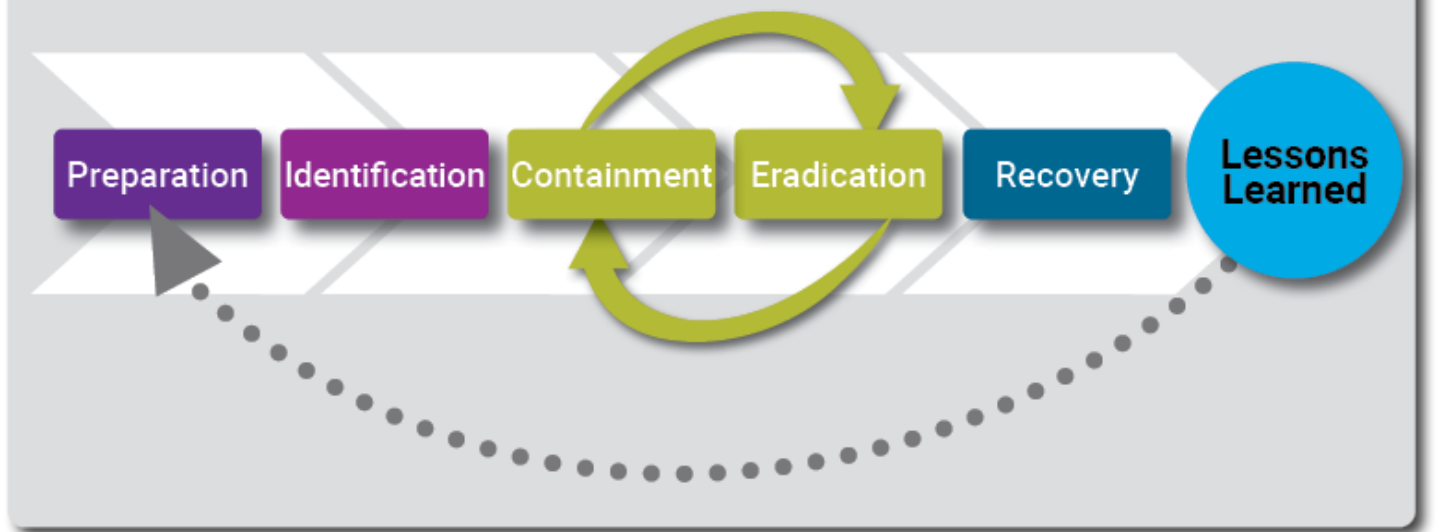 Preparation
Identification
Containment
Eradication
Recovery
Lessons
Learned